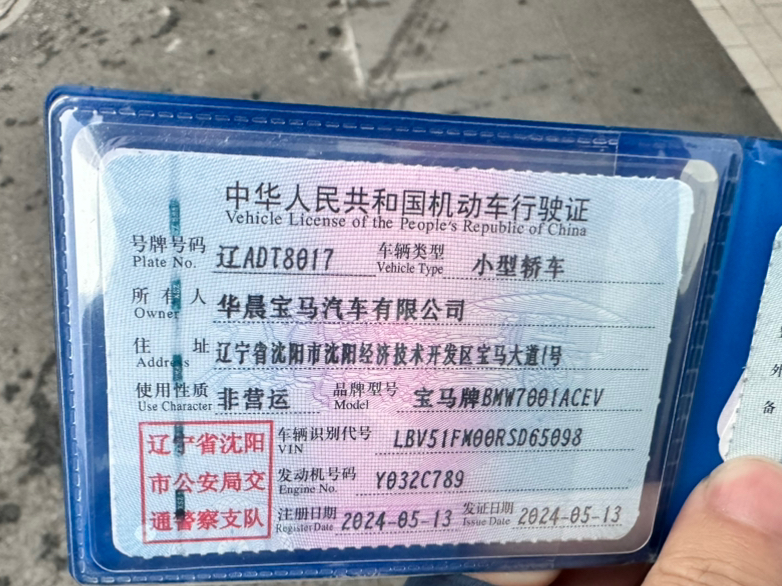 中华人民共和国机动车行驶证
Vehicle License of the People's Republic of China
号牌号码 辽ADT8017 车辆类型 小型轿车
Plate No. Vehicle Type
所有人 华晨宝马汽车有限公司
Owner
住址 辽宁省沈阳市沈阳经济技术开发区宝马大道1号
Address
使用性质 非营运 品牌型号 宝马牌BMW7001ACEV
Use Character Model
辽宁省沈阳
市公安局交
通警察支队
车辆识别代号 LBV51FM00RSD65098
VIN
发动机号码 Y032C789
Engine No.
注册日期 2024-05-13 发证日期 2024-05-13
Register Date Issue Date
外
备